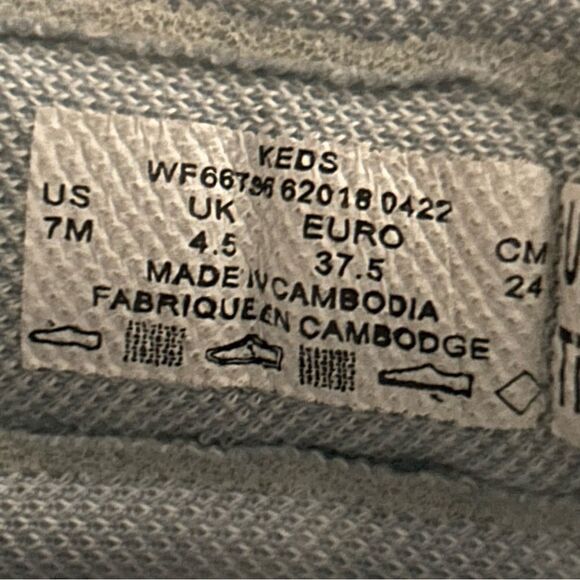 KEDS
WF66796 62018 0422
US UK EURO CM
7M 4.5 37.5 24
MADE IN CAMBODIA
FABRIQUE EN CAMBODGE